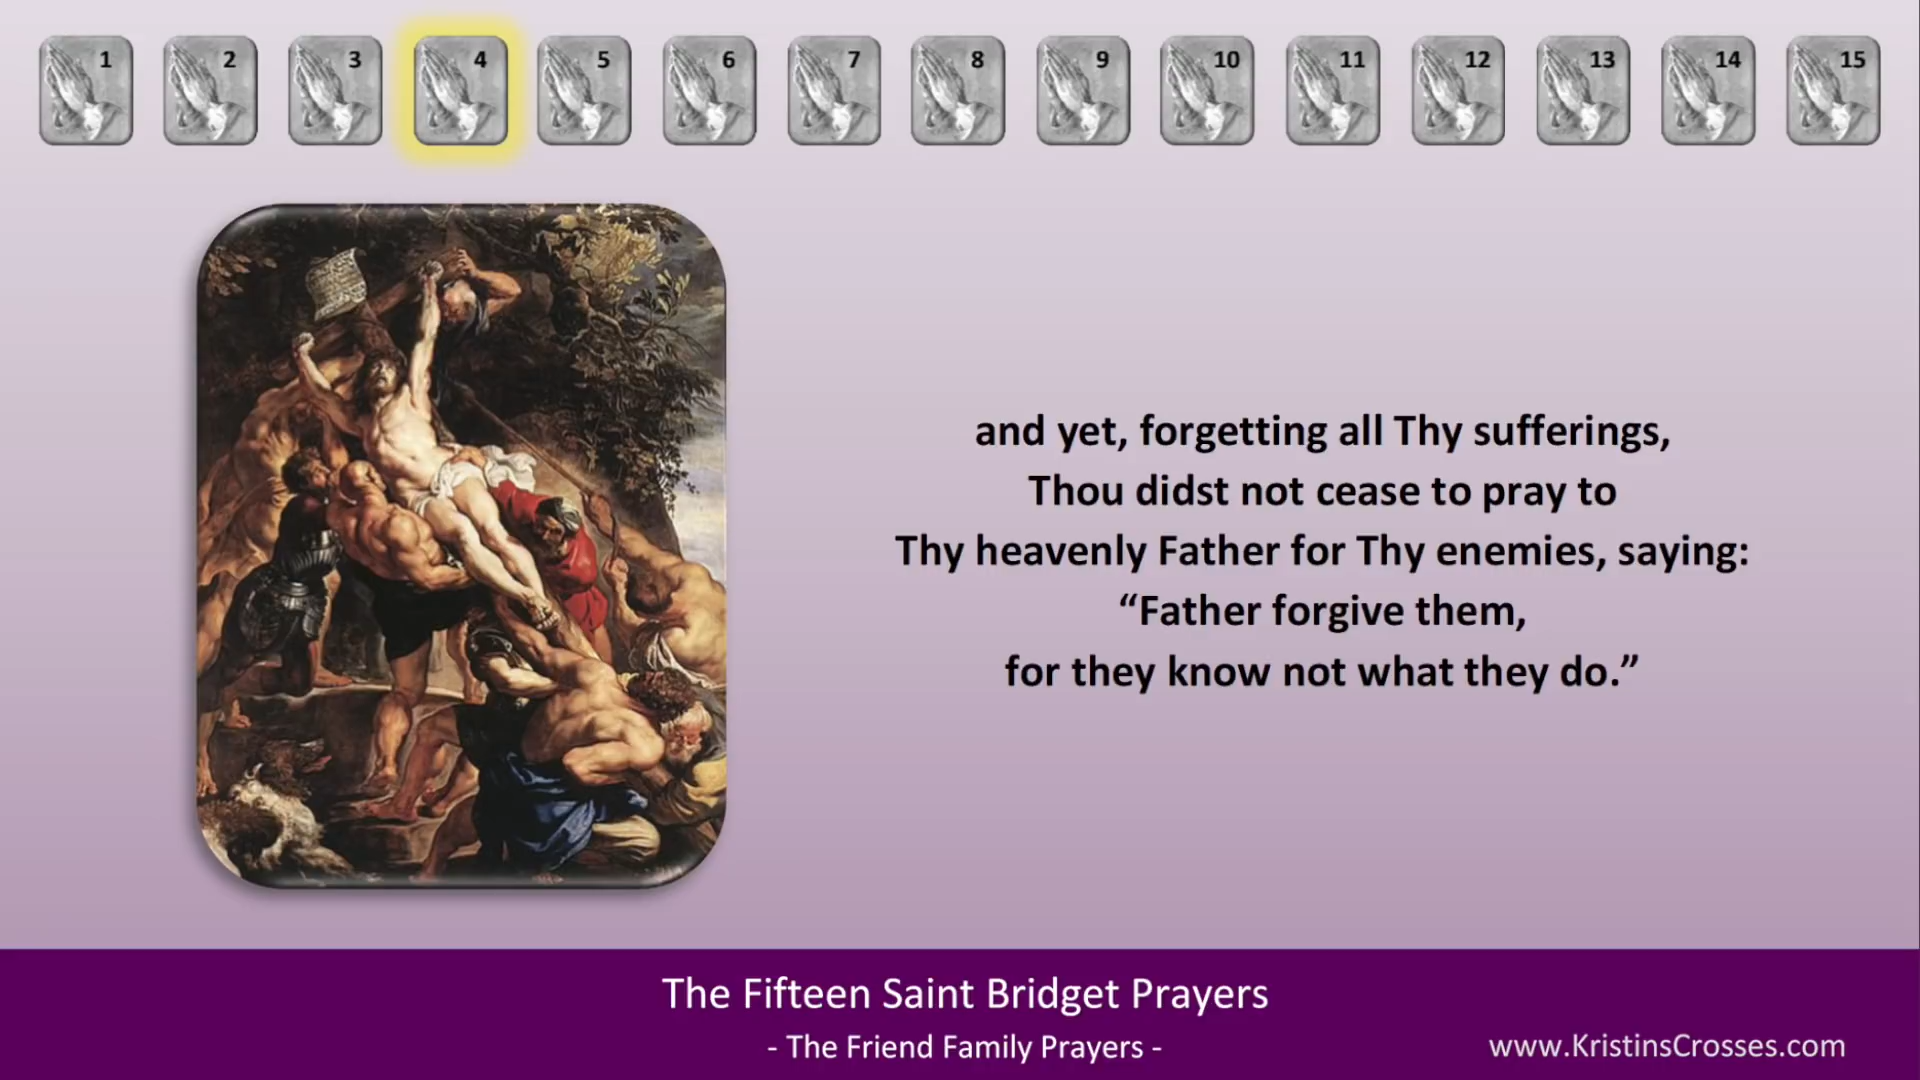 1
2
3
4
5
6
7
8
9
10
11
12
13
14
15
and yet, forgetting all Thy sufferings,
Thou didst not cease to pray to
Thy heavenly Father for Thy enemies, saying:
“Father forgive them,
for they know not what they do.”
The Fifteen Saint Bridget Prayers
- The Friend Family Prayers -
www.KristinsCrosses.com